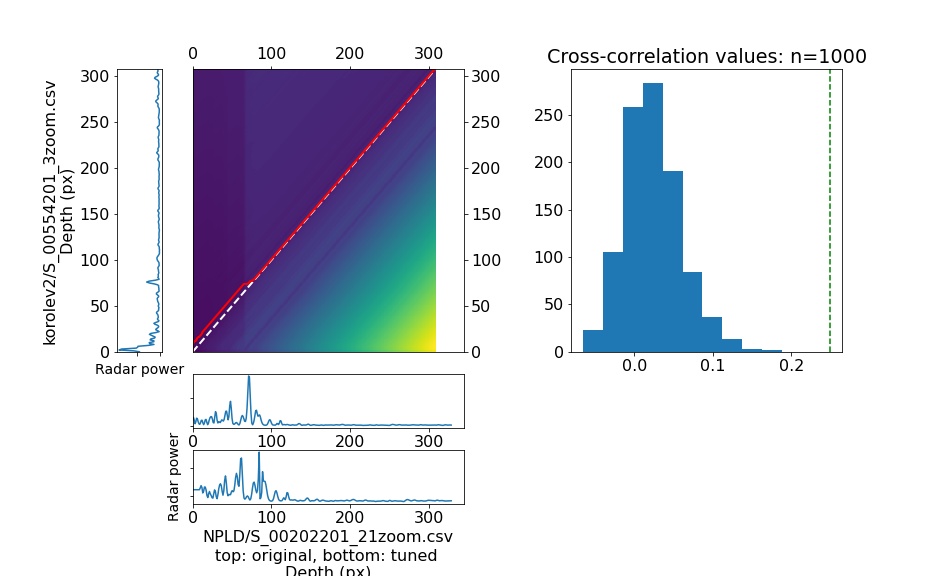 Cross-correlation values: n=1000
0 100 200 300
300 250 200 150 100 50 0
korolev2/S_00554201_3zoom.csv
Depth (px)
Radar power
300 250 200 150 100 50 0
250 200 150 100 50 0
0.0 0.1 0.2
0 100 200 300
Radar power
0 100 200 300
NPLD/S_00202201_21zoom.csv
top: original, bottom: tuned
Depth (px)